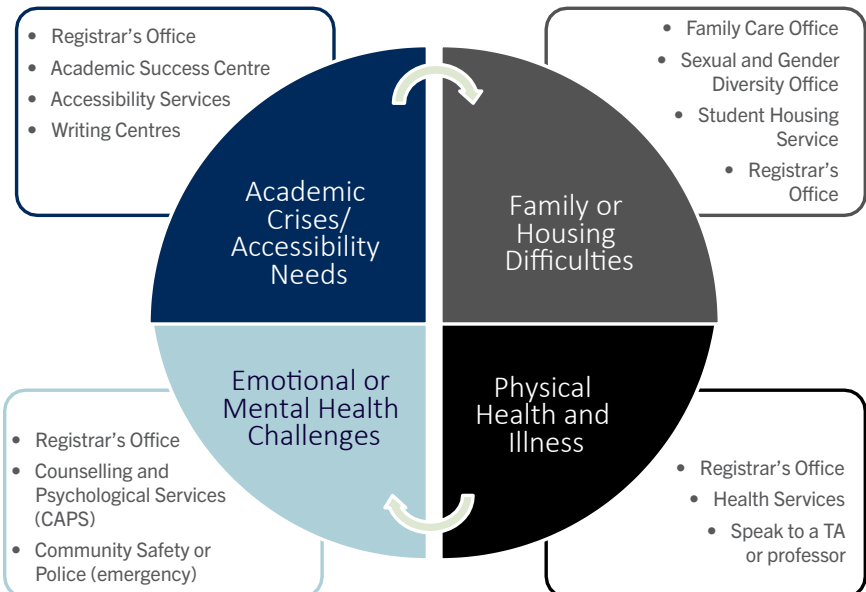 • Registrar's Office
• Academic Success Centre
• Accessibility Services
• Writing Centres
• Family Care Office
• Sexual and Gender
Diversity Office
• Student Housing
Service
• Registrar's
Office
Academic
Crises/
Accessibility
Needs
Family or
Housing
Difficulties
Emotional or
Mental Health
Challenges
Physical
Health and
Illness
• Registrar's Office
• Counselling and
Psychological Services
(CAPS)
• Community Safety or
Police (emergency)
• Registrar's Office
• Health Services
• Speak to a TA
or professor